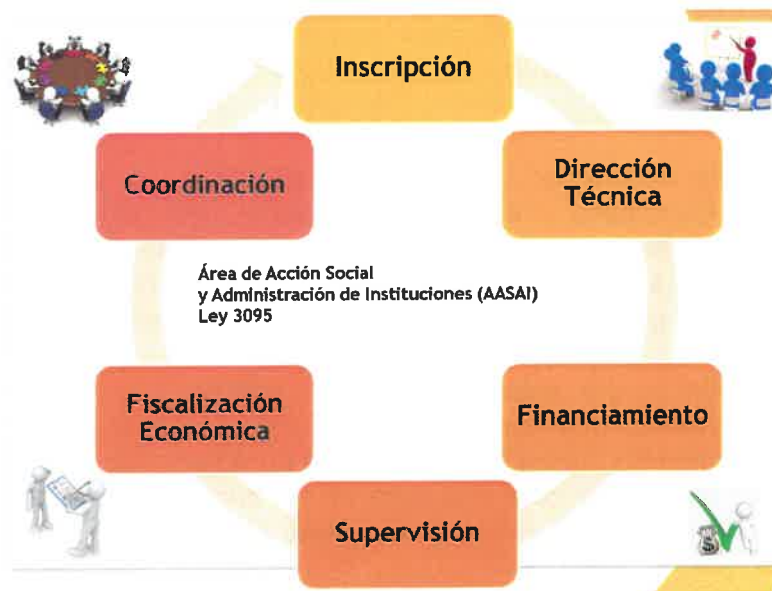 Inscripción
Dirección
Técnica
Financiamiento
Supervisión
Fiscalización
Económica
Coordinación
Área de Acción Social
y Administración de Instituciones (AASAI)
Ley 3095
$